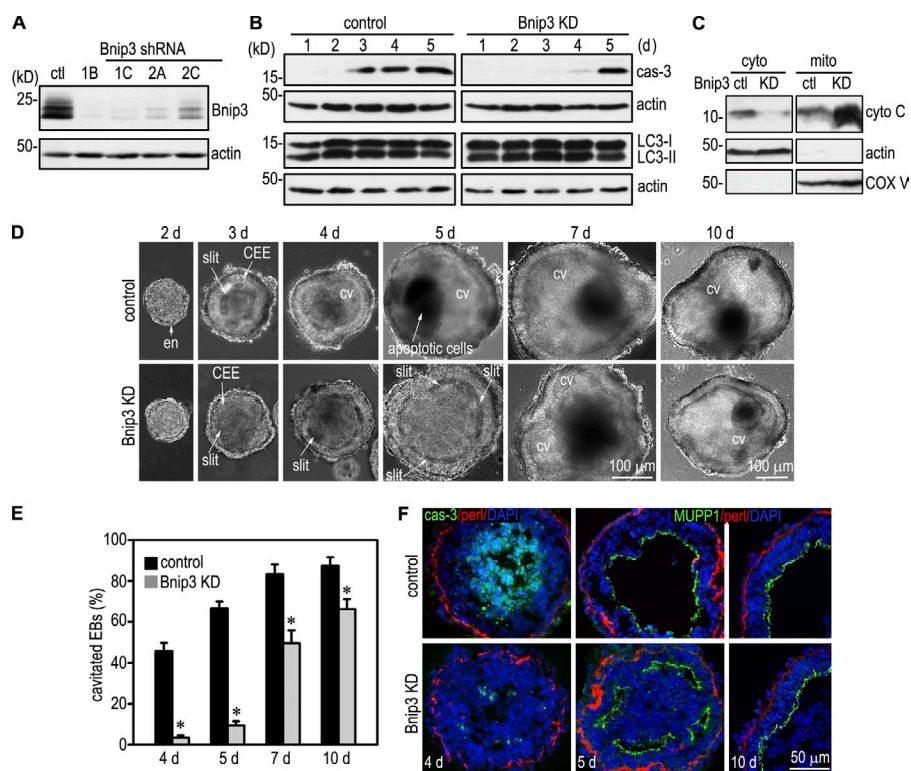 A
Bnip3 shRNA
(kD) ctl 1B 1C 2A 2C
25-
Bnip3
50-
actin
B
control Bnip3 KD
(kD) 1 2 3 4 5 1 2 3 4 5 (d)
cas-3
15-
50-
actin
15- LC3-I
LC3-II
50-
actin
C
cyto mito
Bnip3 ctl KD ctl KD
10- cyto C
50- actin
50- COX V
D
2 d 3 d 4 d 5 d 7 d 10 d
control
slit CEE
cv cv cv cv
en
apoptotic cells
Bnip3 KD
CEE slit slit cv
cv cv
slit slit slit
100 µm 100 µm
E
cavitated EBs (%)
100
80
60
40
20
0
control
Bnip3 KD
* * * *
4 d 5 d 7 d 10 d
F
cas-3/perl/DAPI MUPP1/perl/DAPI
control
Bnip3 KD
4 d 5 d 10 d 50 µm